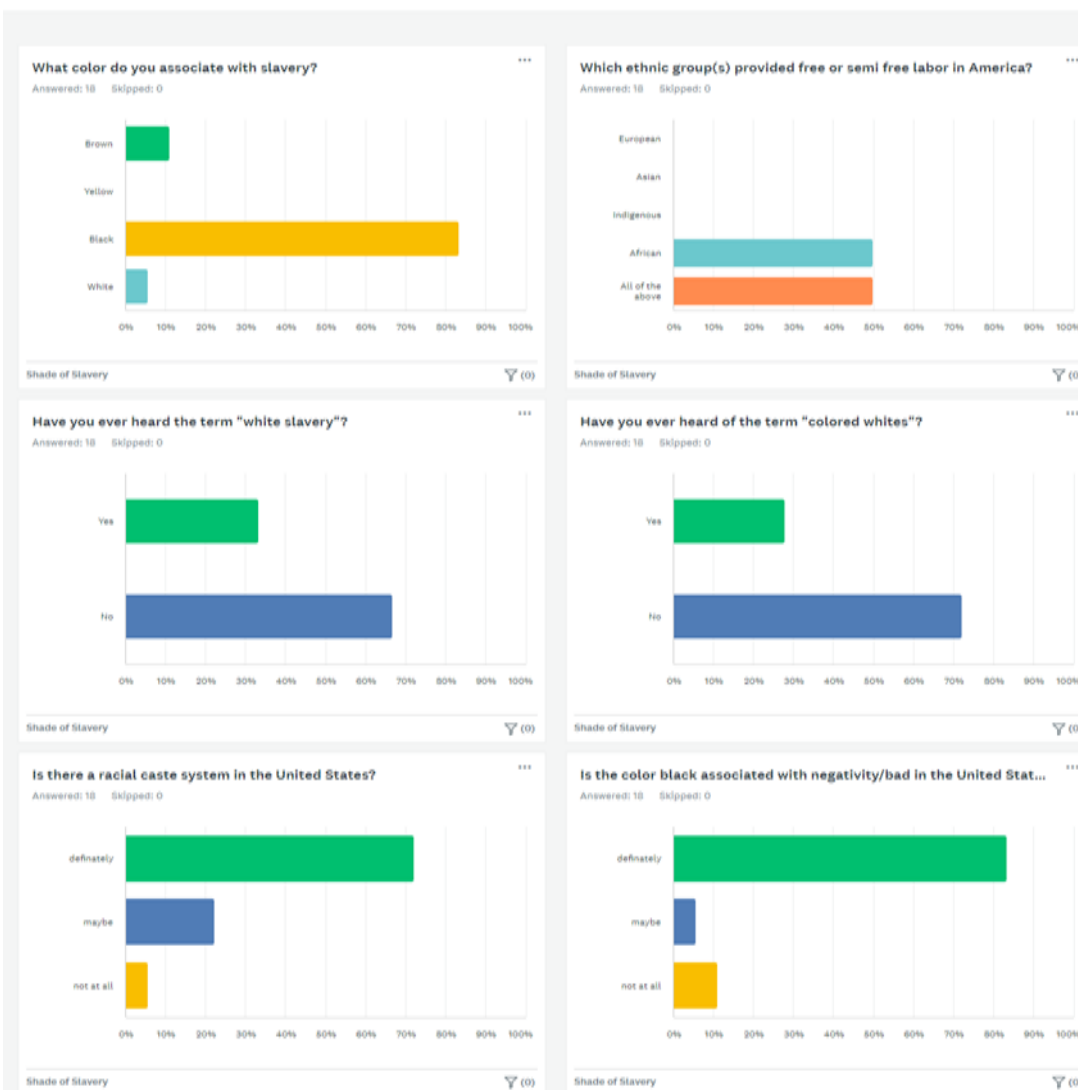 What color do you associate with slavery?
Answered: 18 Skipped: 0
Brown
Yellow
Black
White
0% 10% 20% 30% 40% 50% 60% 70% 80% 90% 100%
Shade of Slavery (0)
Which ethnic group(s) provided free or semi free labor in America?
Answered: 18 Skipped: 0
European
Asian
Indigenous
African
All of the
above
0% 10% 20% 30% 40% 50% 60% 70% 80% 90% 100%
Shade of Slavery (0
Have you ever heard the term "white slavery"?
Answered: 18 Skipped: 0
Yes
No
0% 10% 20% 30% 40% 50% 60% 70% 80% 90% 100%
Shade of Slavery (0)
Have you ever heard of the term "colored whites"?
Answered: 18 Skipped: 0
Yes
No
0% 10% 20% 30% 40% 50% 60% 70% 80% 90% 100%
Shade of Slavery (0
Is there a racial caste system in the United States?
Answered: 18 Skipped: 0
definately
maybe
not at all
0% 10% 20% 30% 40% 50% 60% 70% 80% 90% 100%
Shade of Slavery (0)
Is the color black associated with negativity/bad in the United Stat...
Answered: 18 Skipped: 0
definately
maybe
not at all
0% 10% 20% 30% 40% 50% 60% 70% 80% 90% 100%
Shade of Slavery (0